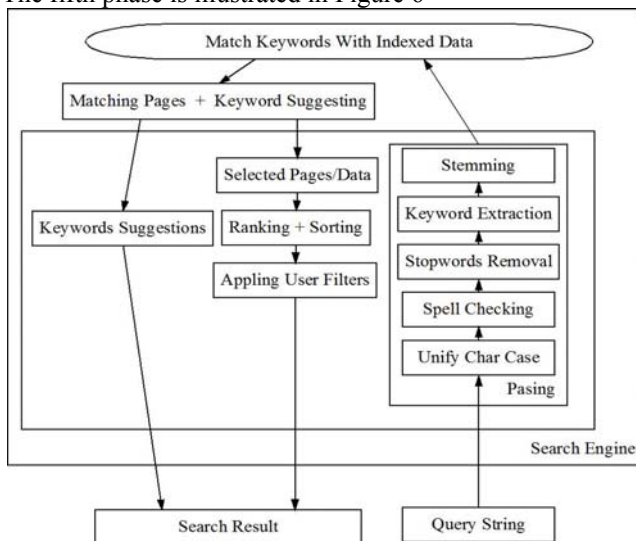 The fifth phase is illustrated in Figure 6
Match Keywords With Indexed Data
Matching Pages + Keyword Suggesting
Stemming
Selected Pages/Data
Keyword Extraction
Keywords Suggestions
Ranking + Sorting
Stopwords Removal
Appling User Filters
Spell Checking
Unify Char Case
Pasing
Search Engine
Search Result
Query String